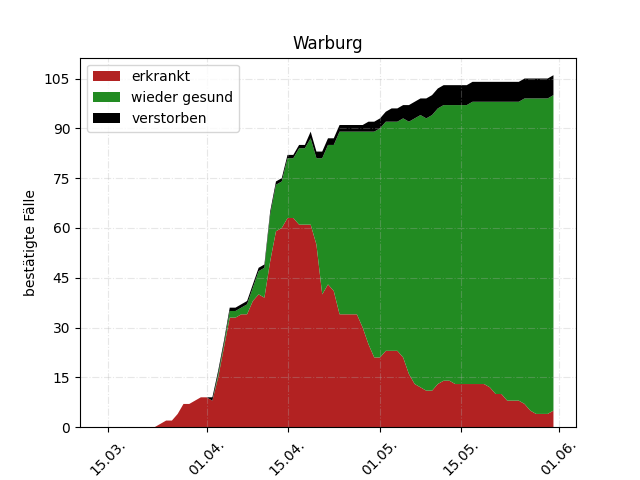 Warburg
erkrankt
wieder gesund
verstorben
bestätigte Fälle
105
90
75
60
45
30
15
0
15.03.
01.04.
15.04.
01.05.
15.05.
01.06.